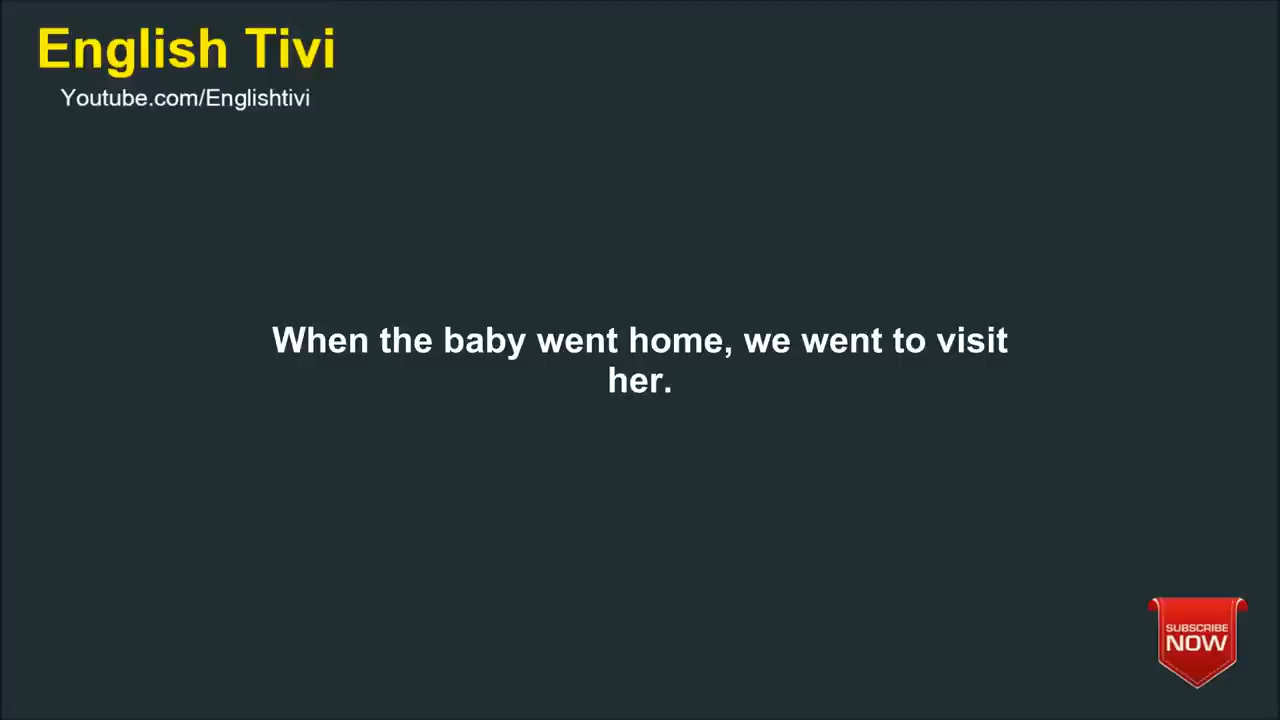 English Tivi
Youtube.com/Englishtivi
When the baby went home, we went to visit
her.
SUBSCRIBE
NOW